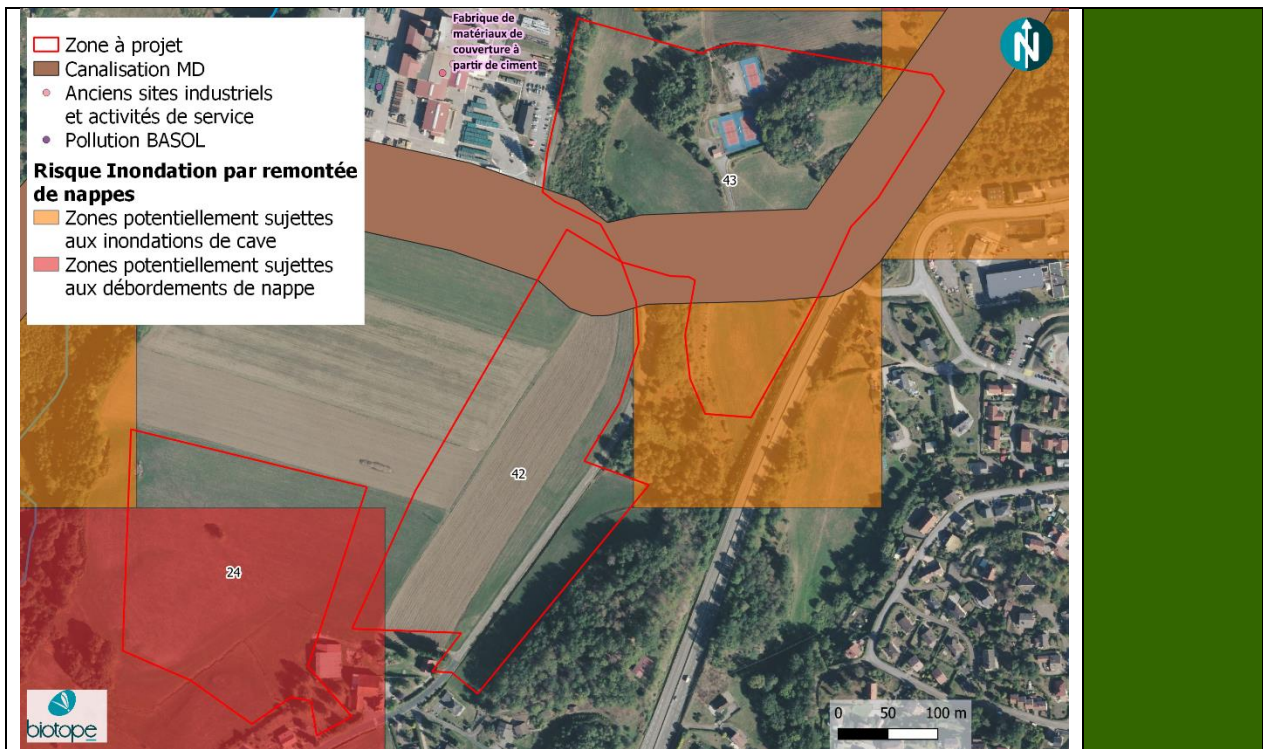 Zone à projet
Canalisation MD
Anciens sites industriels
et activités de service
Pollution BASOL
Risque Inondation par remontée
de nappes
Zones potentiellement sujettes
aux inondations de cave
Zones potentiellement sujettes
aux débordements de nappe
Fabrique de
matériaux de
couverture à
partir de ciment
N
43
42
24
biotope
0 50 100 m